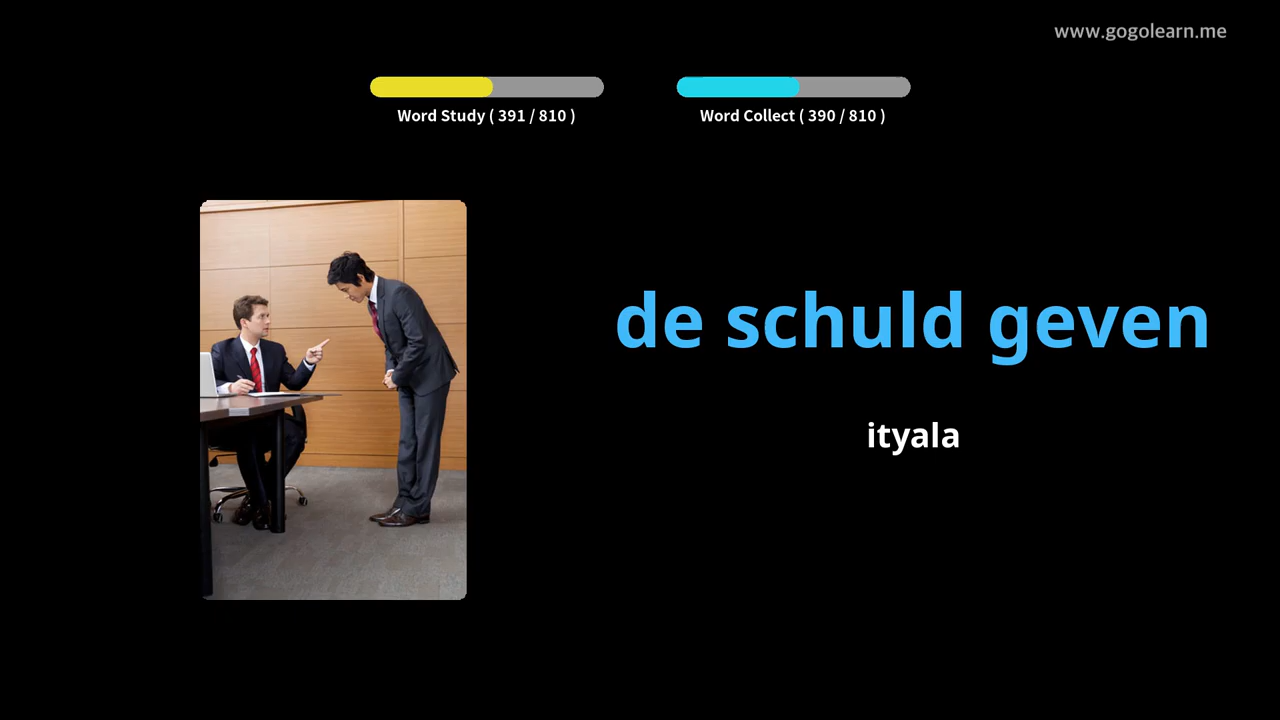 www.gogolearn.me
Word Study ( 391 / 810 )
Word Collect ( 390 / 810 )
de schuld geven
ityala